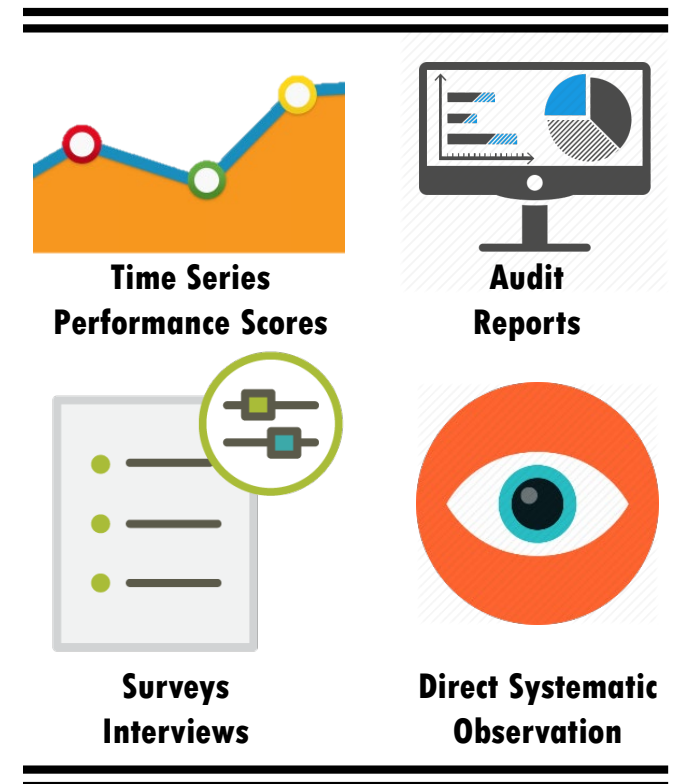 Time Series
Performance Scores
Audit
Reports
Surveys
Interviews
Direct Systematic
Observation